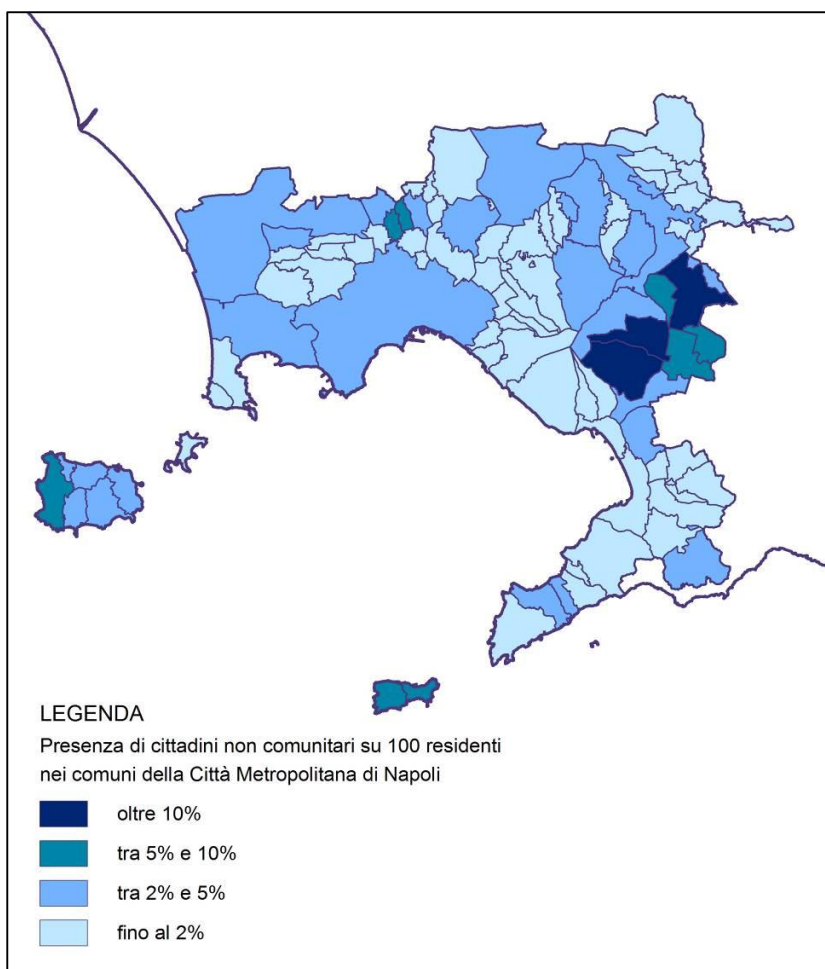 LEGENDA
Presenza di cittadini non comunitari su 100 residenti
nei comuni della Città Metropolitana di Napoli
oltre 10%
tra 5% e 10%
tra 2% e 5%
fino al 2%